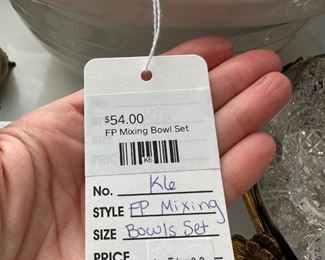 $54.00
FP Mixing Bowl Set
K6
No. K6
STYLE FP Mixing
SIZE Bowls Set
PRICE